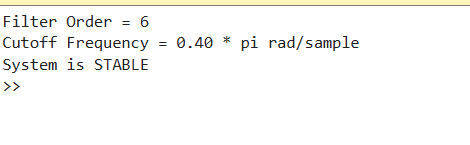 Filter Order = 6
Cutoff Frequency = 0.40 * pi rad/sample
System is STABLE
>>